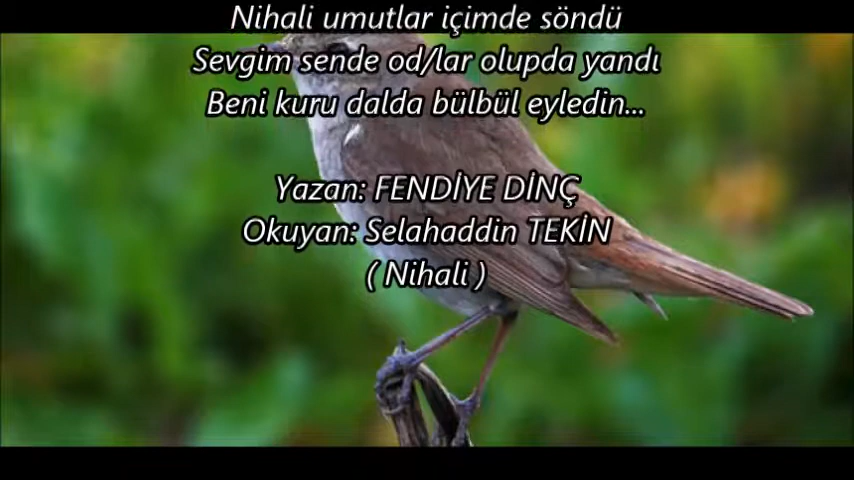 Nihali umutlar içimde söndü
Sevgim sende od/lar olupda yandı
Beni kuru dalda bülbül eyledin...
Yazan: FENDİYE DİNÇ
Okuyan: Selahaddin TEKİN
( Nihali )